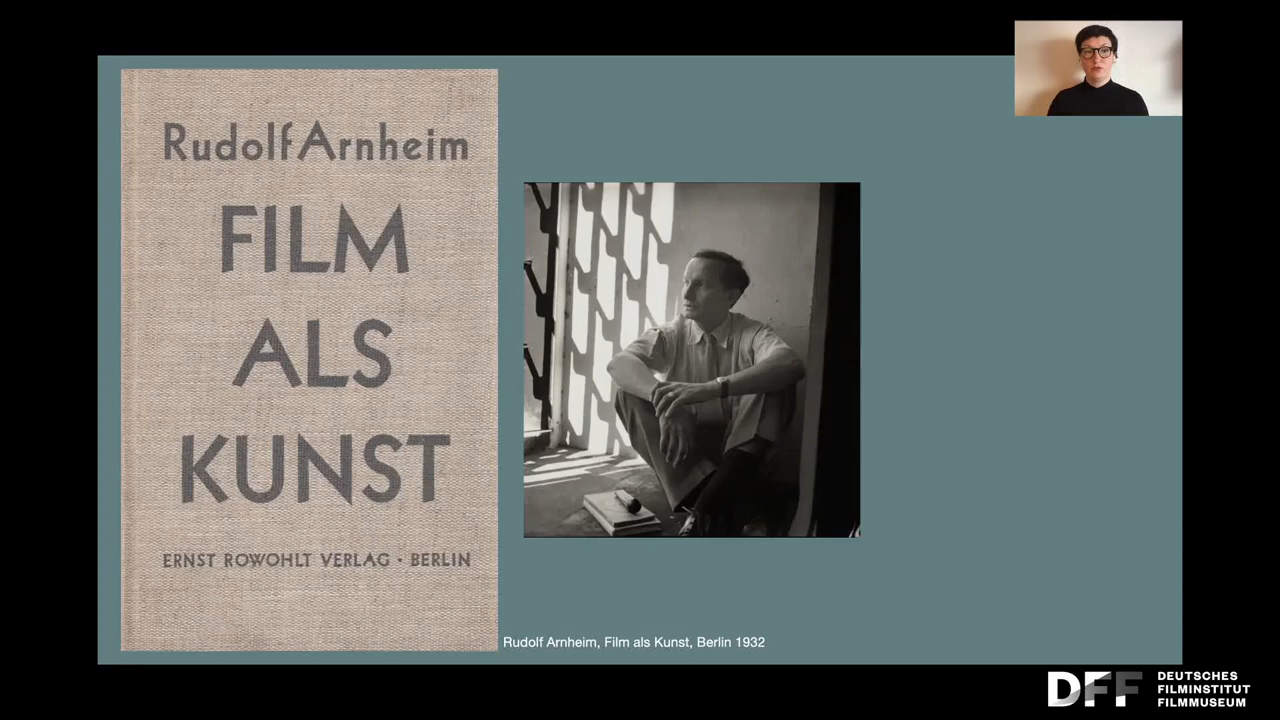 Rudolf Arnheim
FILM
ALS
KUNST
ERNST ROWOHLT VERLAG · BERLIN
Rudolf Arnheim, Film als Kunst, Berlin 1932
DFF
DEUTSCHES
FILMINSTITUT
FILMMUSEUM